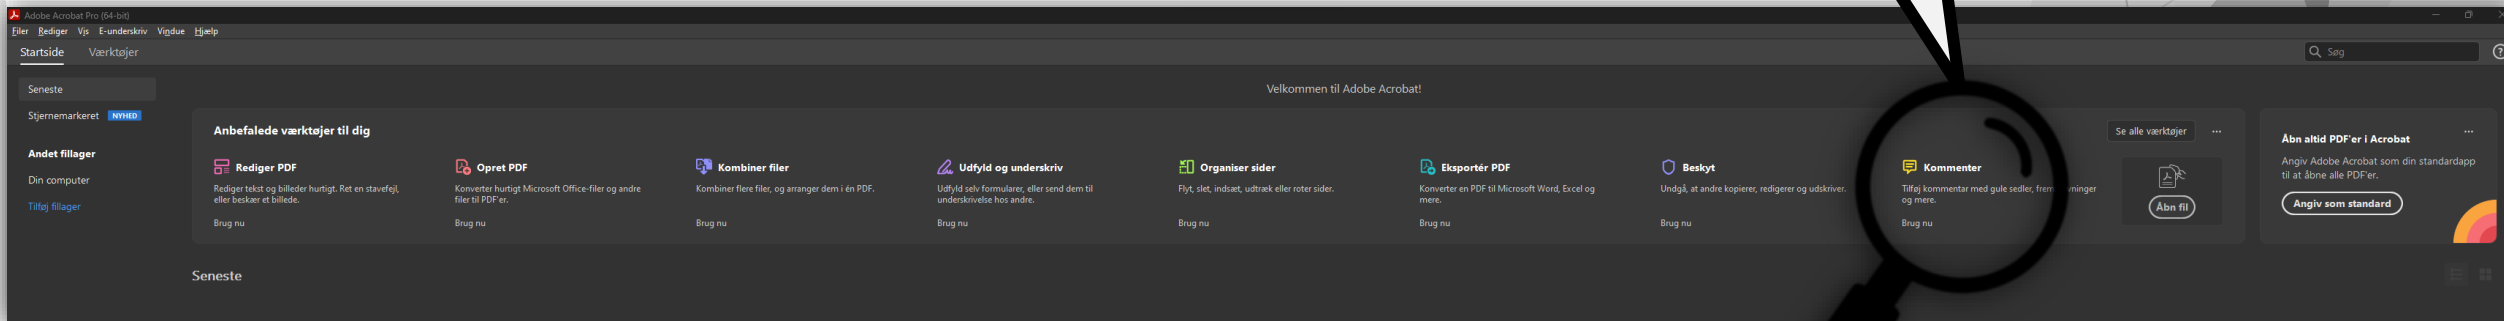 Adobe Acrobat Pro (64-bit)
Filer Rediger Vis E-underskriv Vindue Hjælp
Startside Værktøjer
Søg
Seneste
Stjernemarkeret NYHED
Andet fillager
Din computer
Tilføj fillager
Velkommen til Adobe Acrobat!
Anbefalede værktøjer til dig
Se alle værktøjer
Rediger PDF
Rediger tekst og billeder hurtigt. Ret en stavefejl,
eller beskær et billede.
Brug nu
Opret PDF
Konverter hurtigt Microsoft Office-filer og andre
filer til PDF'er.
Brug nu
Kombiner filer
Kombiner flere filer, og arranger dem i én PDF.
Brug nu
Udfyld og underskriv
Udfyld selv formularer, eller send dem til
underskrivelse hos andre.
Brug nu
Organiser sider
Flyt, slet, indsæt, udtræk eller roter sider.
Brug nu
Eksportér PDF
Konverter en PDF til Microsoft Word, Excel og
mere.
Brug nu
Beskyt
Undgå, at andre kopierer, redigerer og udskriver.
Brug nu
Kommenter
Tilføj kommentar med gule sedler,
og mere.
Brug nu
Åbn fil
Åbn altid PDF'er i Acrobat
Angiv Adobe Acrobat som din standardapp
til at åbne alle PDF'er.
Angiv som standard
Seneste